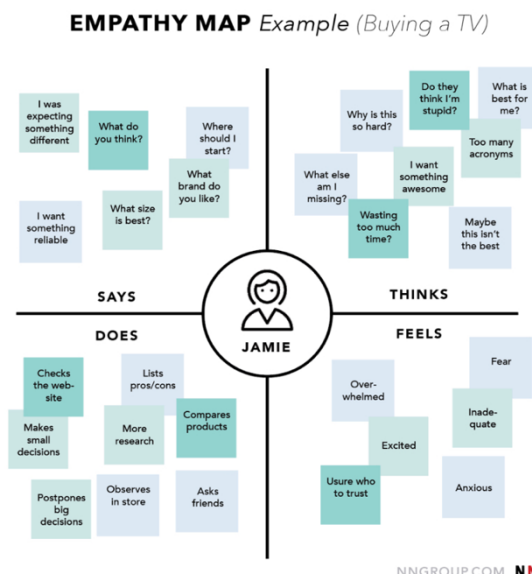 EMPATHY MAP Example (Buying a TV)
I was
expecting
something
different
What do
you think?
Where
should I
start?
What
brand do
you like?
What size
is best?
I want
something
reliable
SAYS
Do they
think I'm
stupid?
What is
best for
me?
Why is this
so hard?
Too many
acronyms
I want
something
awesome
What else
am I
missing?
Wasting
too much
time?
Maybe
this isn't
the best
THINKS
JAMIE
DOES
Checks
the web-
site
Lists
pros/cons
Compares
products
Makes
small
decisions
More
research
Postpones
big
decisions
Observes
in store
Asks
friends
FEELS
Fear
Over-
whelmed
Inade-
quate
Excited
Usure who
to trust
Anxious
NNGROUP.COM NN